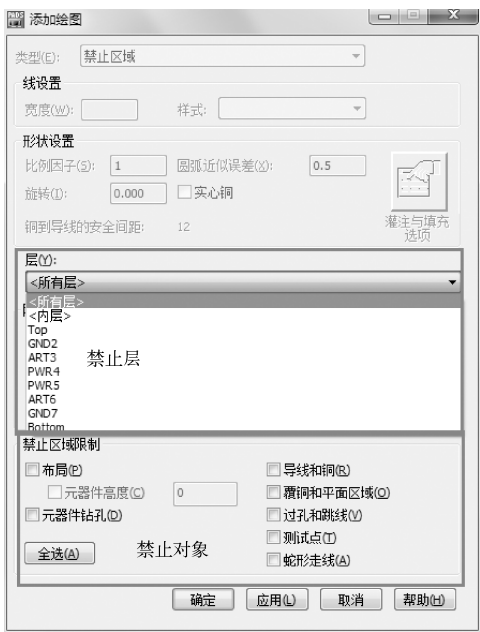 添加绘图
类型(E): 禁止区域
线设置
宽度(W): 样式:
形状设置
比例因子(S): 1 圆弧近似误差(X): 0.5
旋转(I): 0.000 实心铜
铜到导线的安全间距: 12 灌注与填充
选项
层(Y):
<所有层>
<所有层>
<内层>
Top
GND2
ART3 禁止层
PWR4
PWR5
ART6
GND7
Bottom
禁止区域限制
布局(P) 导线和铜(R)
元器件高度(C) 0 覆铜和平面区域(O)
元器件钻孔(D) 过孔和跳线(V)
测试点(T)
全选(A) 禁止对象 蛇形走线(A)
确定 应用(L) 取消 帮助(H)